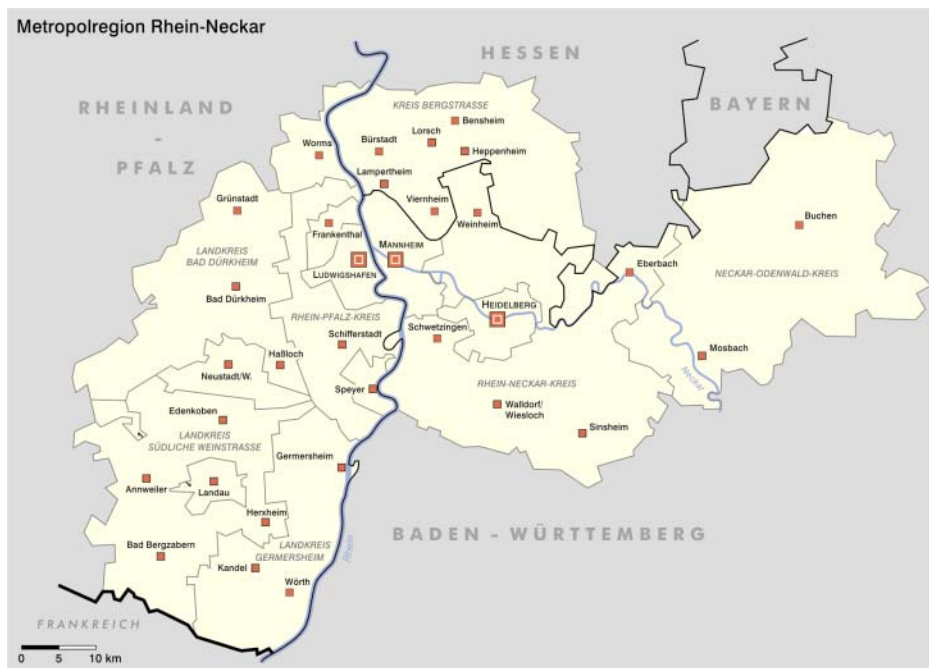 Metropolregion Rhein-Neckar
HESSEN
RHEINLAND
-
PFALZ
BAYERN
KREIS BERGSTRASSE
Bensheim
Lorsch
Bürstadt
Worms
Heppenheim
Lampertheim
Grünstadt
Viernheim
Weinheim
Buchen
Frankenthal
MANNHEIM
LANDKREIS
BAD DÜRKHEIM
LUDWIGSHAFEN
Eberbach
NECKAR-ODENWALD-KREIS
Bad Dürkheim
HEIDELBERG
RHEIN-PFALZ-KREIS
Schifferstadt
Schwetzingen
Haßloch
Neustadt/W.
Mosbach
Neckar
Speyer
RHEIN-NECKAR-KREIS
Walldorf/
Wiesloch
Edenkoben
Sinsheim
LANDKREIS
SÜDLICHE WEINSTRASSE
Germersheim
Annweiler
Landau
Herxheim
BADEN - WÜRTTEMBERG
Bad Bergzabern
LANDKREIS
GERMERSHEIM
Rhein
Kandel
Wörth
FRANKREICH
0 5 10 km